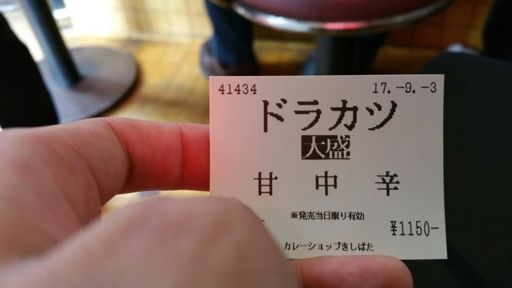 41434 17.-9.-3
ドラカツ
大盛
甘 中 辛
※発売当日限り有効
¥1150-
カレーショップきしばた